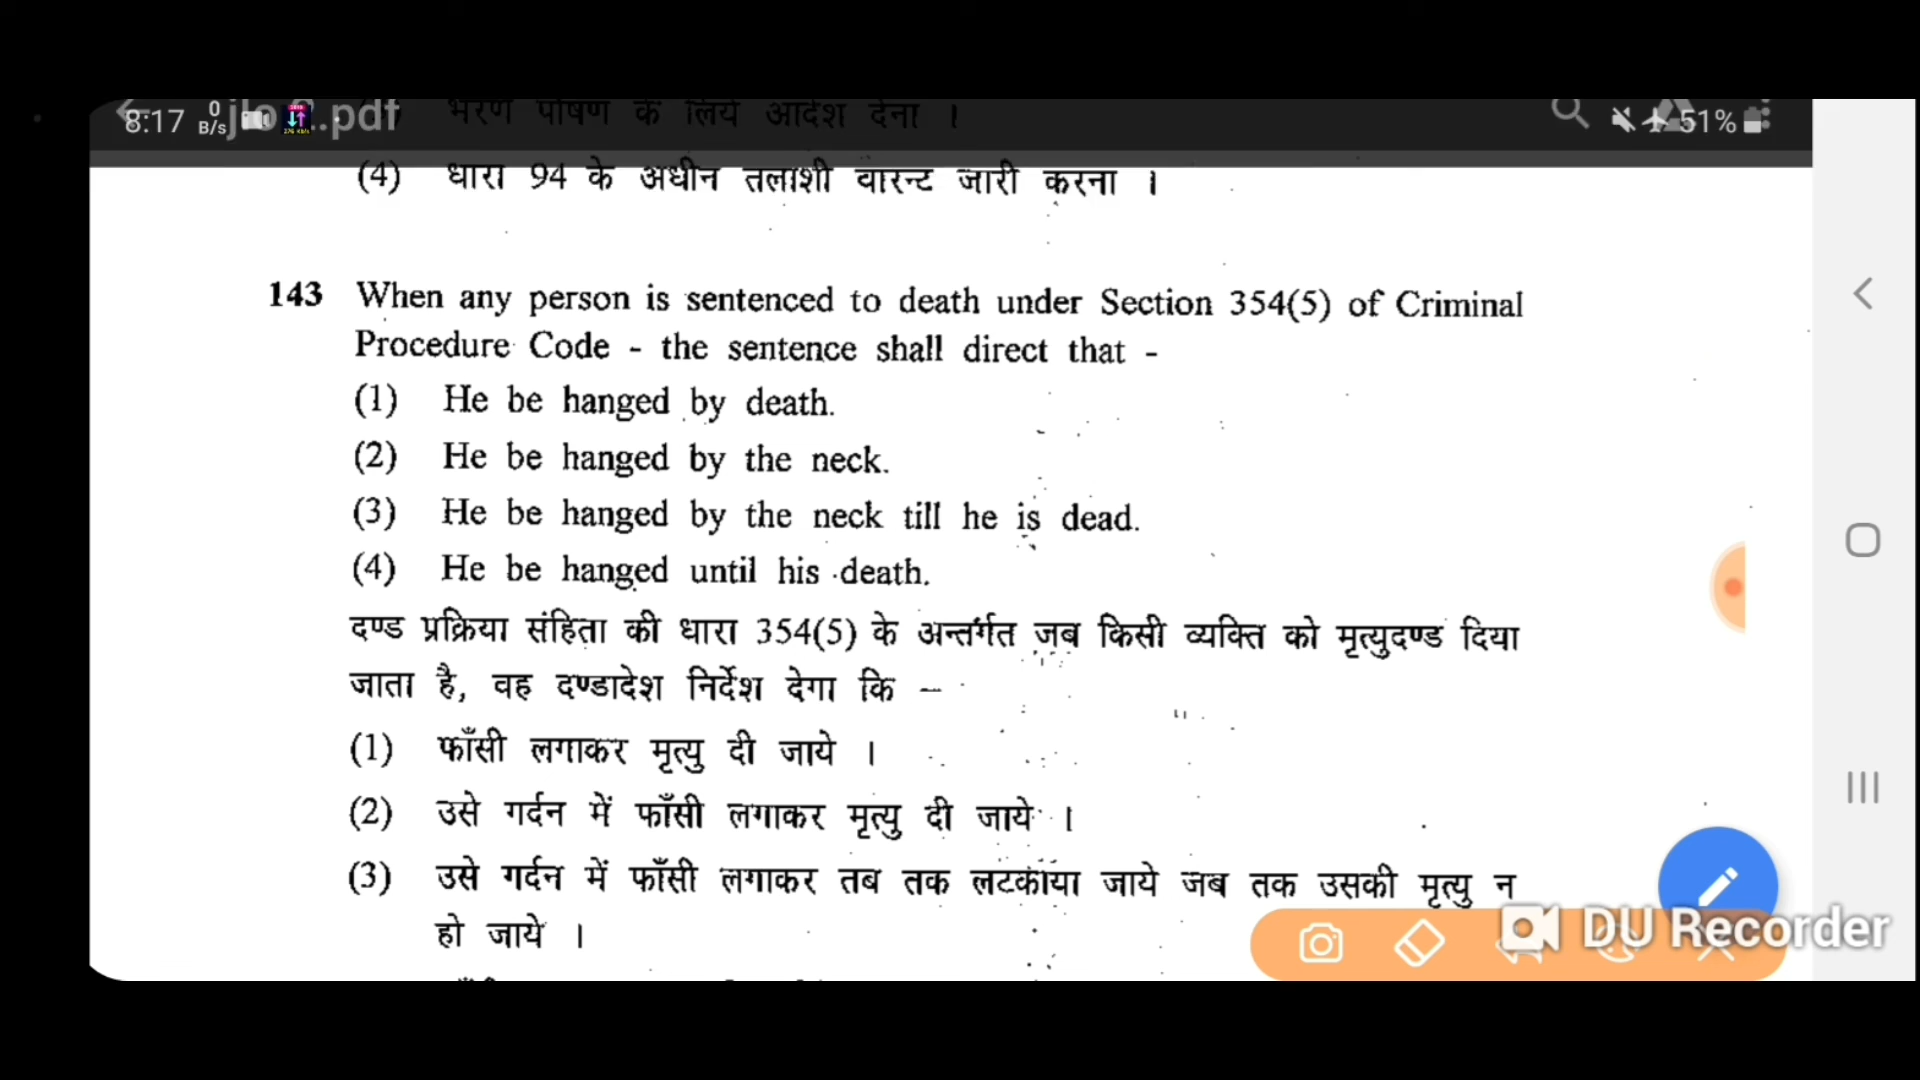 8:17 0 B/s jlo 2.pdf 51%
भरण पोषण के लिये आदेश देना ।
(4) धारा 94 के अधीन तलाशी वारन्ट जारी करना ।
143 When any person is sentenced to death under Section 354(5) of Criminal
Procedure Code - the sentence shall direct that -
(1) He be hanged by death.
(2) He be hanged by the neck.
(3) He be hanged by the neck till he is dead.
(4) He be hanged until his death.
दण्ड प्रक्रिया संहिता की धारा 354(5) के अन्तर्गत जब किसी व्यक्ति को मृत्युदण्ड दिया
जाता है, वह दण्डादेश निर्देश देगा कि –
(1) फाँसी लगाकर मृत्यु दी जाये ।
(2) उसे गर्दन में फाँसी लगाकर मृत्यु दी जाये ।
(3) उसे गर्दन में फाँसी लगाकर तब तक लटकाया जाये जब तक उसकी मृत्यु न
हो जाये ।
DU Recorder